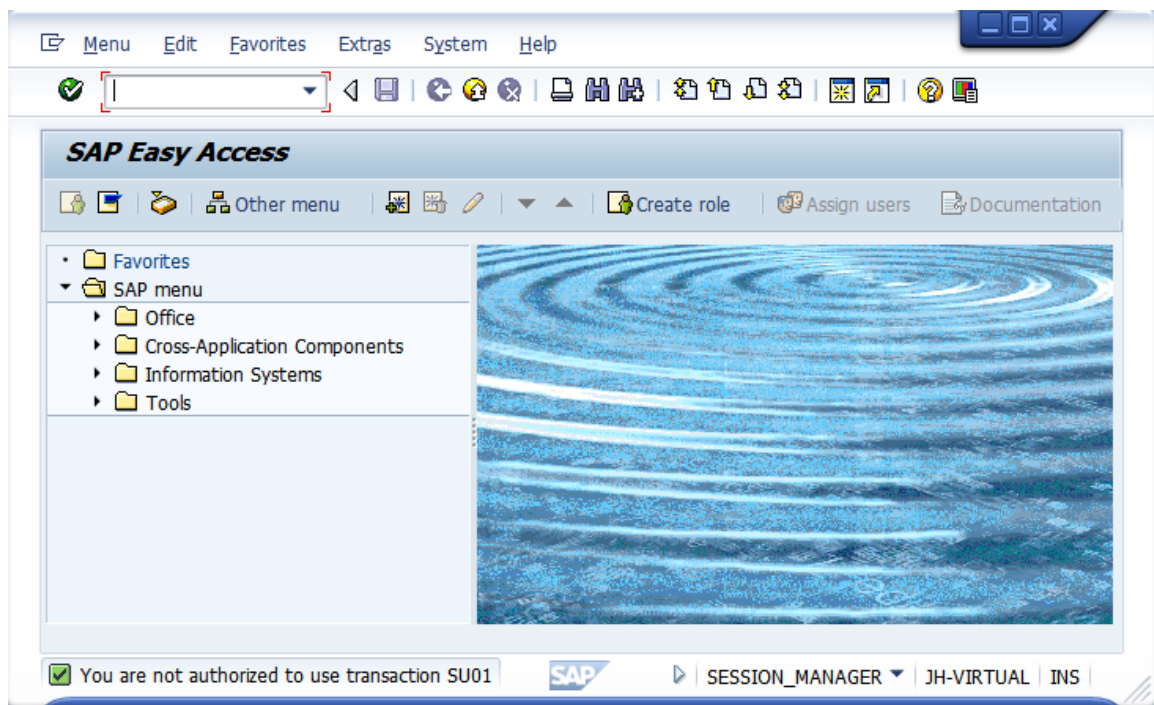 Menu Edit Favorites Extras System Help
SAP Easy Access
Other menu Create role Assign users Documentation
Favorites
SAP menu
Office
Cross-Application Components
Information Systems
Tools
You are not authorized to use transaction SU01 SAP SESSION_MANAGER JH-VIRTUAL INS